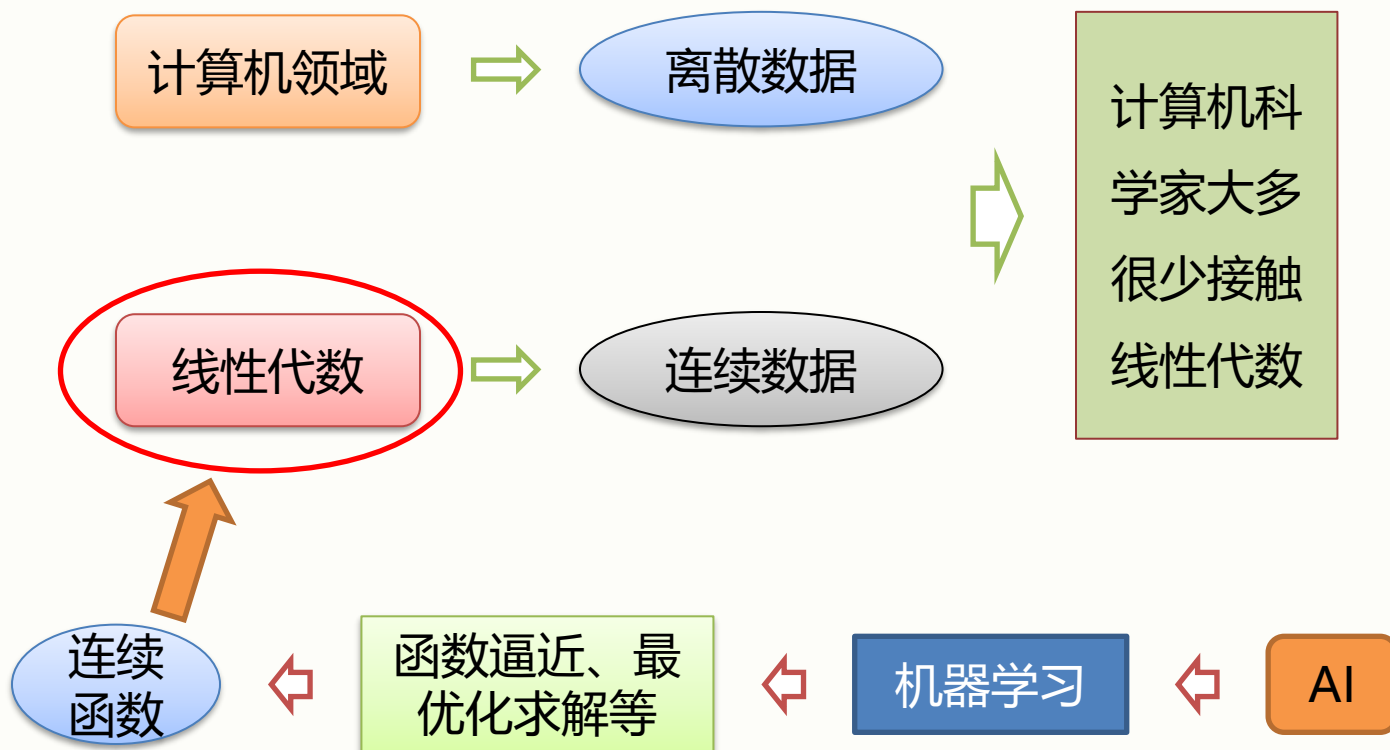 计算机领域
离散数据
计算机科
学家大多
很少接触
线性代数
线性代数
连续数据
连续
函数
函数逼近、最
优化求解等
机器学习
AI